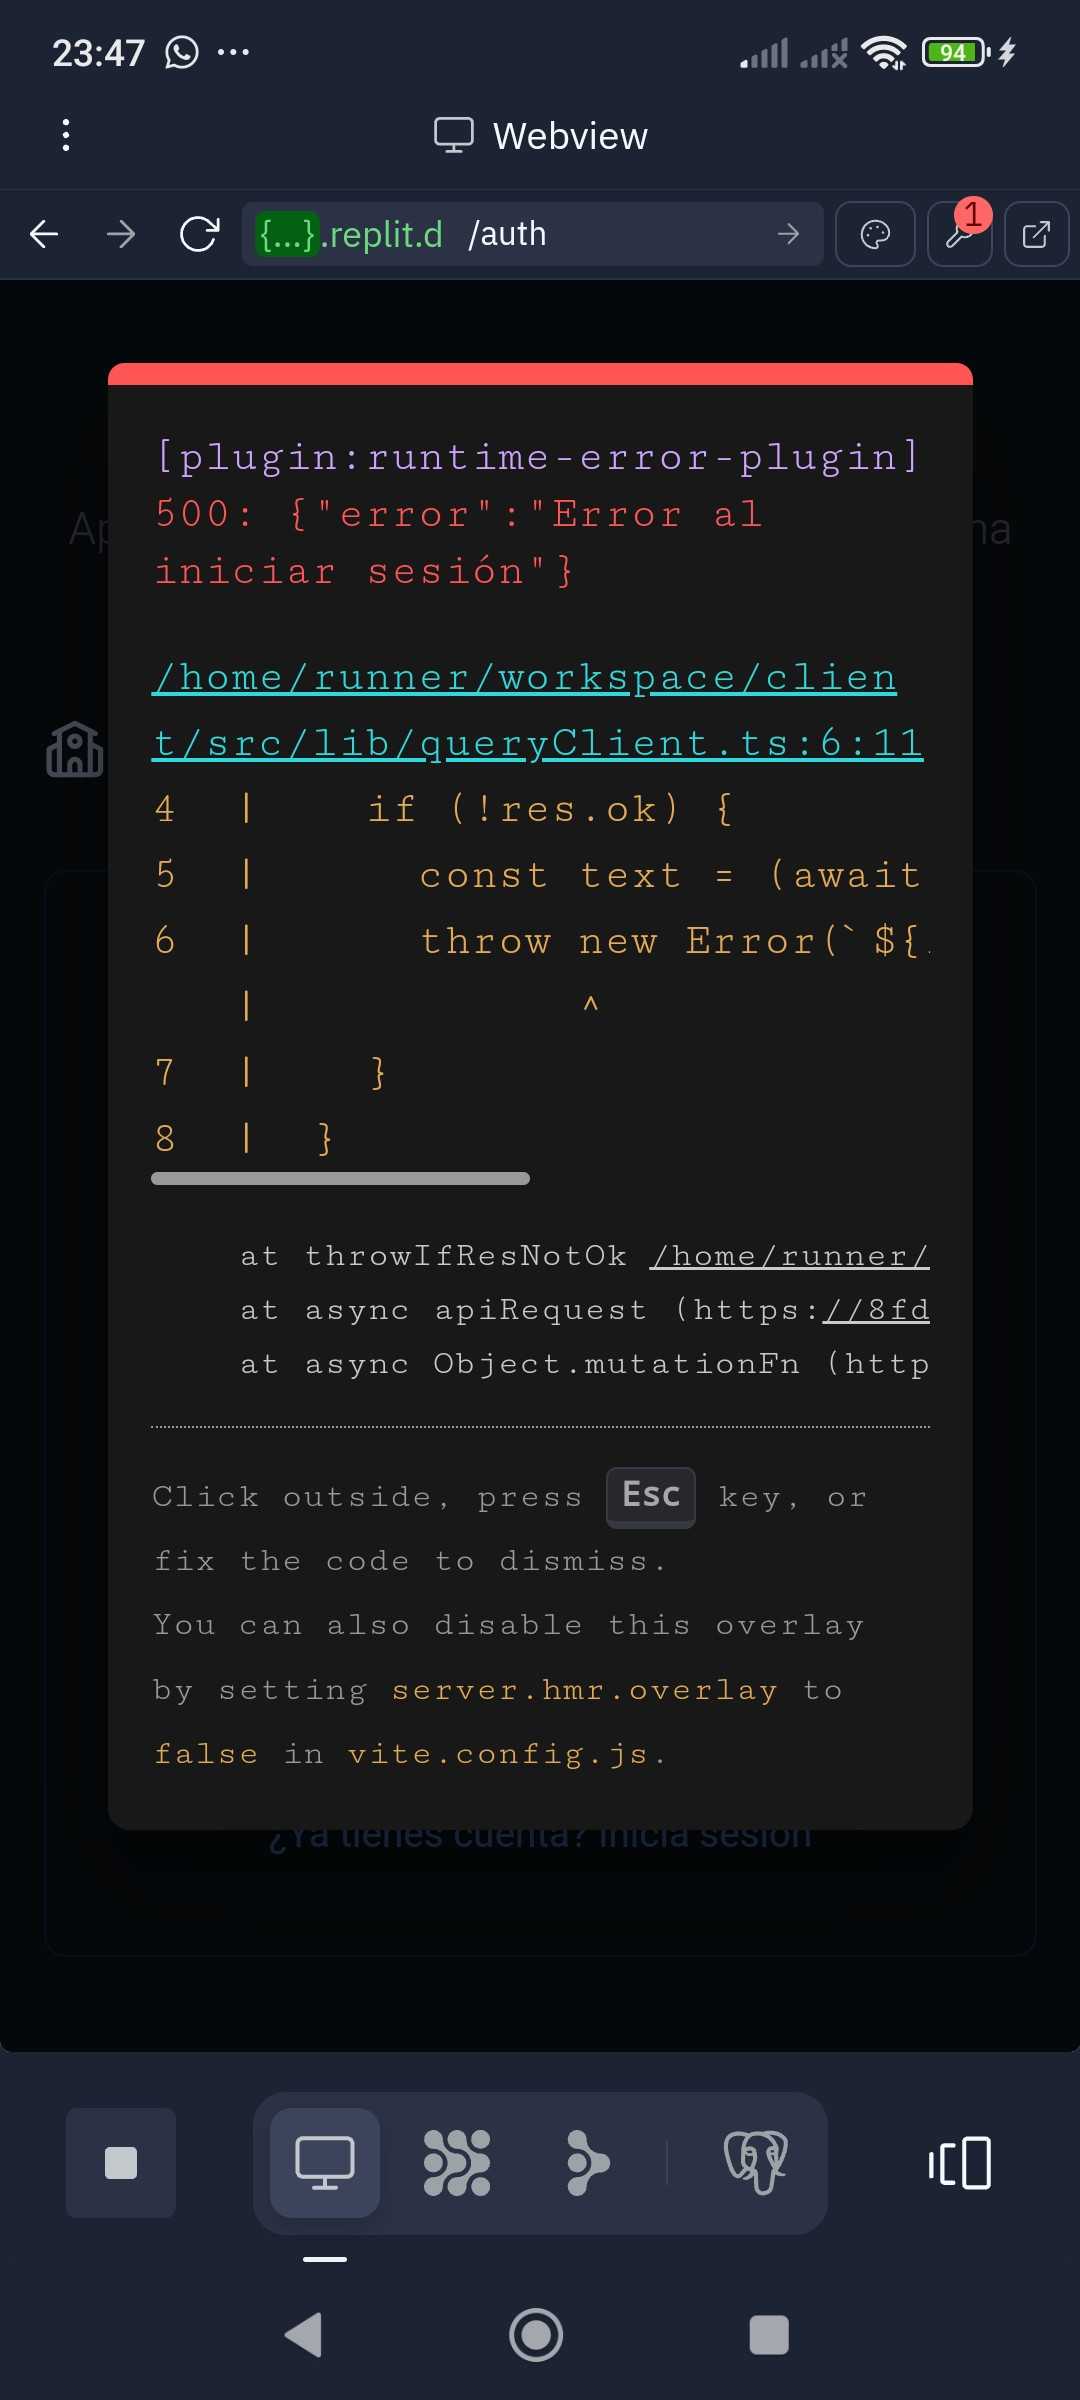 23:47
94
Webview
{...}.replit.d /auth
1
[plugin:runtime-error-plugin]
500: {"error":"Error al
iniciar sesión"}
/home/runner/workspace/clien
t/src/lib/queryClient.ts:6:11
4 | if (!res.ok) {
5 | const text = (await
6 | throw new Error(`${
| ^
7 | }
8 | }
at throwIfResNotOk /home/runner/
at async apiRequest (https://8fd
at async Object.mutationFn (http
Click outside, press Esc key, or
fix the code to dismiss.
You can also disable this overlay
by setting server.hmr.overlay to
false in vite.config.js.
¿Ya tienes cuenta? Inicia sesión